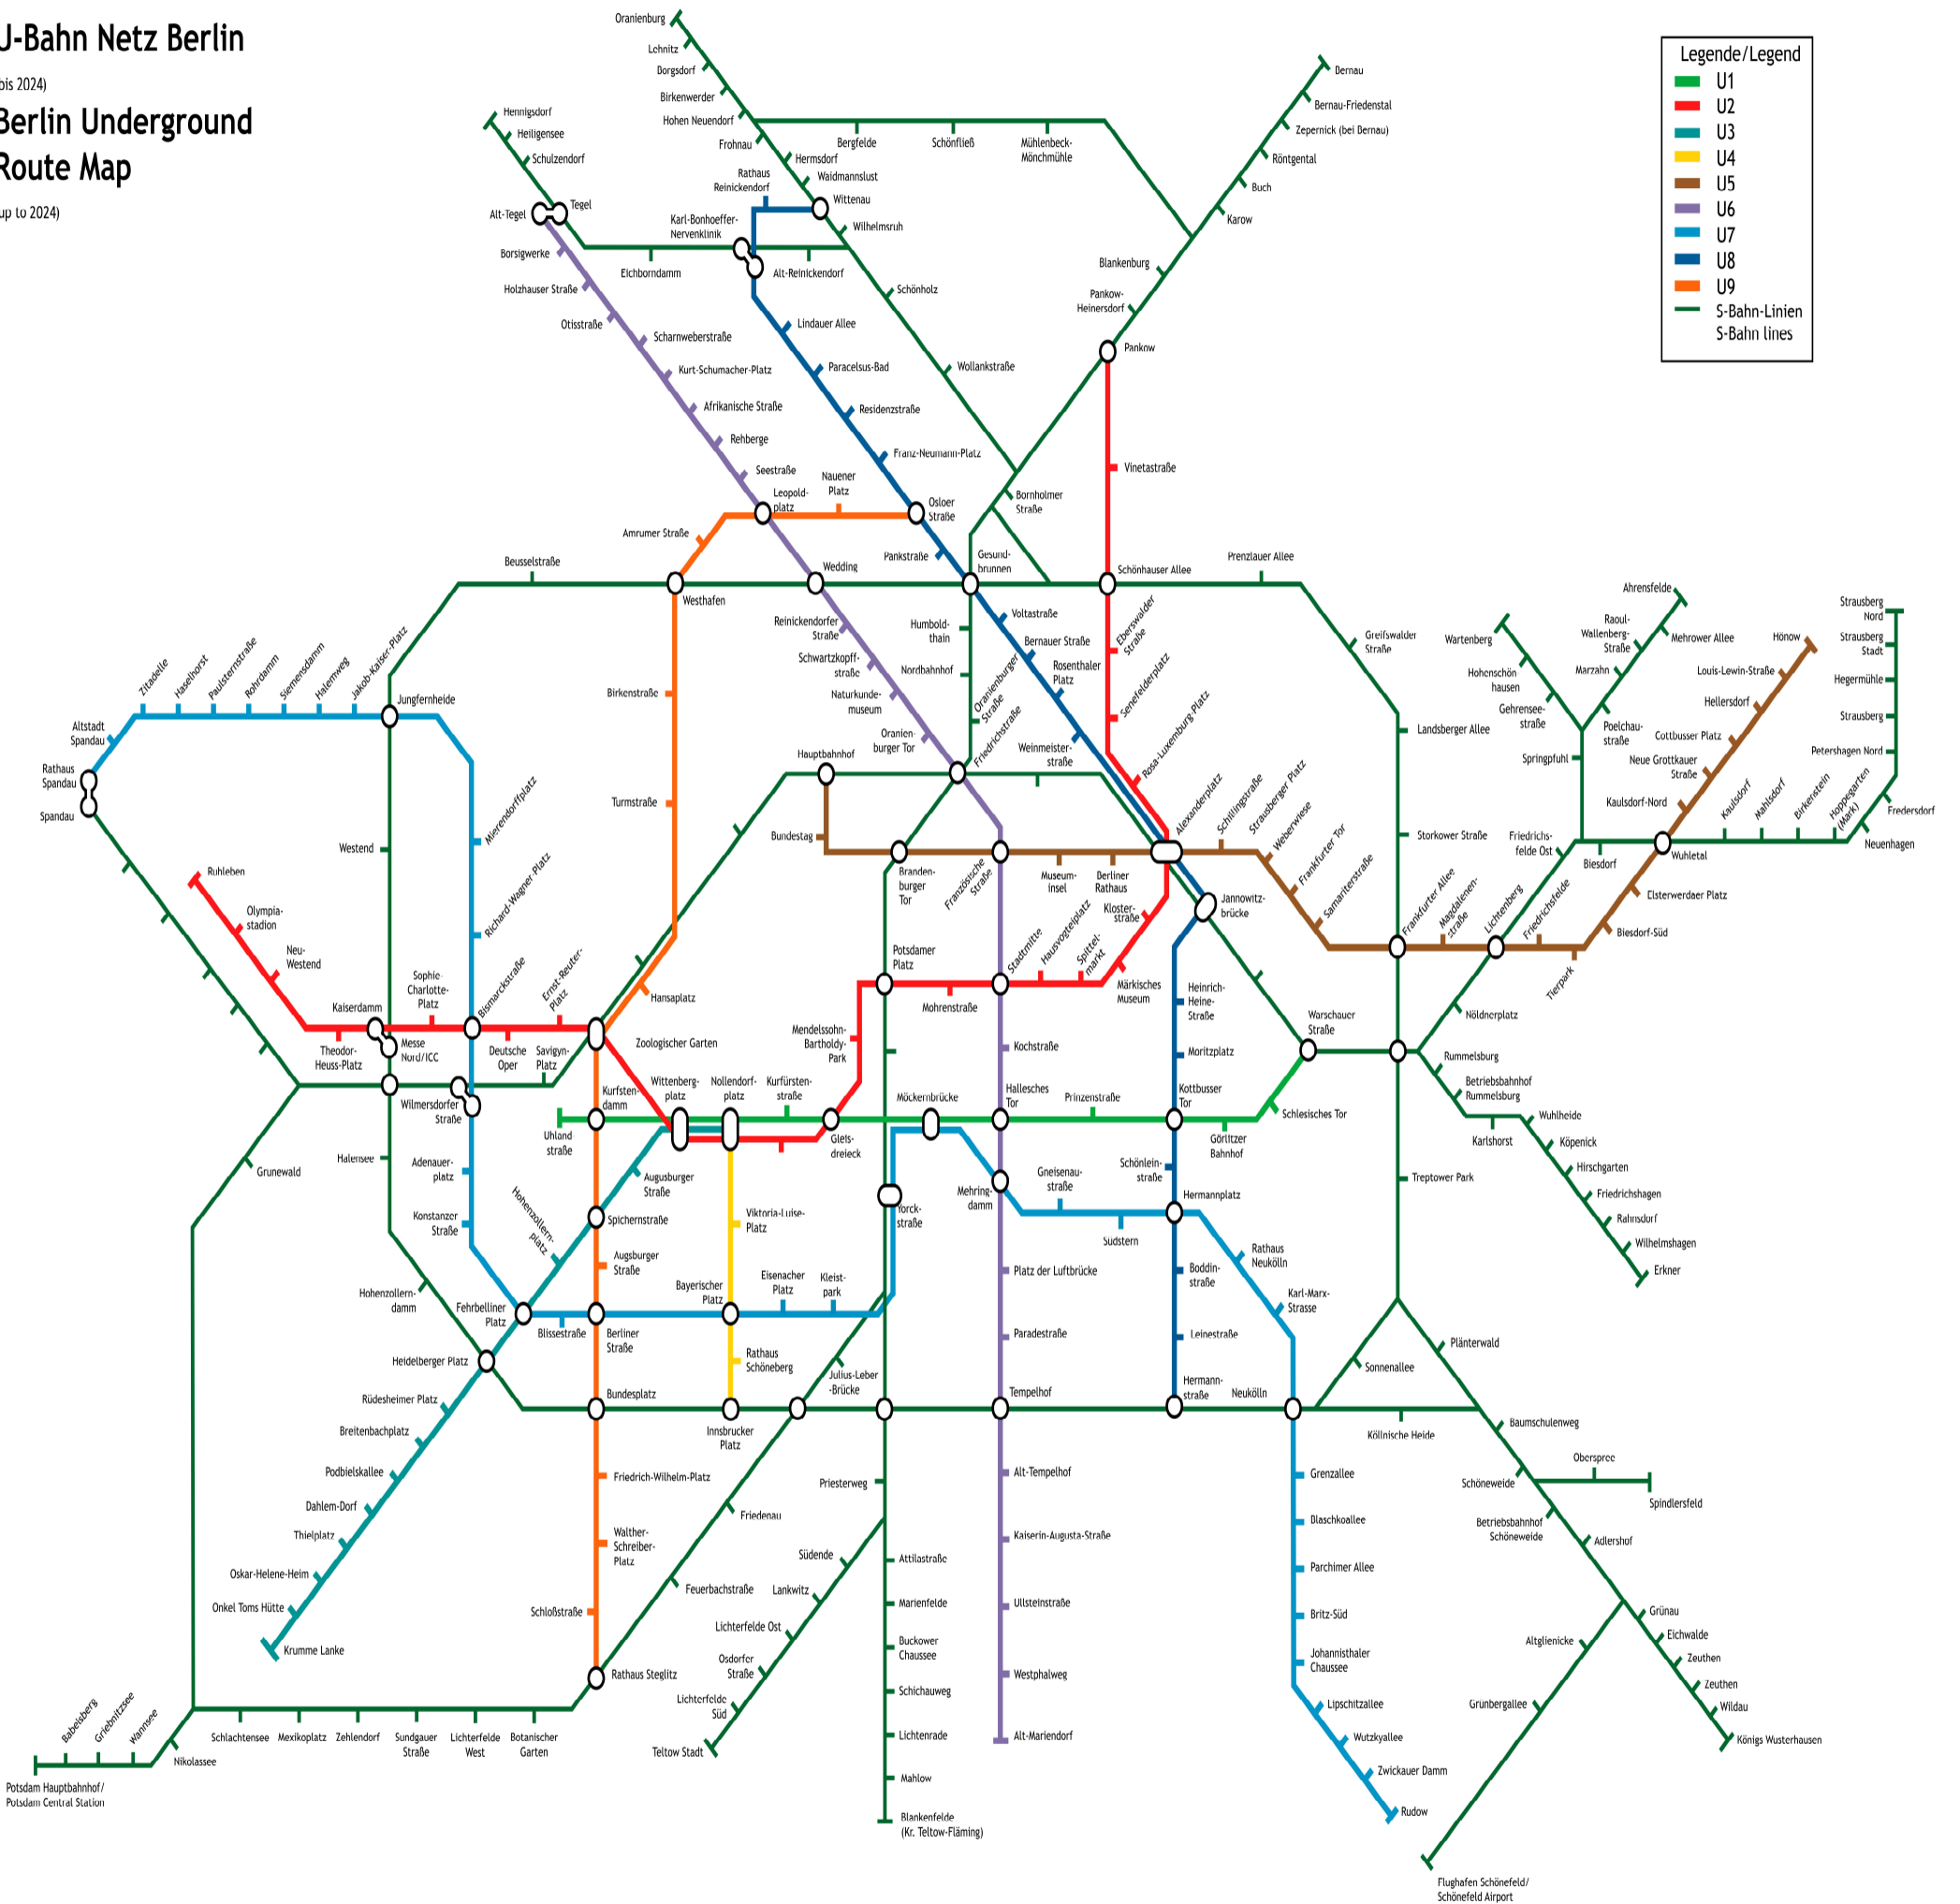 U-Bahn Netz Berlin
bis 2024)
Berlin Underground
Route Map
up to 2024)
Legende/Legend
U1
U2
U3
U4
U5
U6
U7
U8
U9
S-Bahn-Linien
S-Bahn lines
Oranienburg
Lehnitz
Borgsdorf
Birkenwerder
Hohen Neuendorf
Frohnau
Hermsdorf
Waidmannslust
Wittenau
Wilhelmsruh
Schönholz
Wollankstraße
Bergfelde
Schönfließ
Mühlenbeck-
Mönchmühle
Bernau
Bernau-Friedenstal
Zepernick (bei Bernau)
Röntgental
Buch
Karow
Blankenburg
Pankow-
Heinersdorf
Pankow
Hennigsdorf
Heiligensee
Schulzendorf
Tegel
Alt-Tegel
Rathaus
Reinickendorf
Karl-Bonhoeffer-
Nervenklinik
Eichborndamm
Alt-Reinickendorf
Borsigwerke
Holzhauser Straße
Otisstraße
Scharnweberstraße
Kurt-Schumacher-Platz
Afrikanische Straße
Rehberge
Seestraße
Leopold-
platz
Nauener
Platz
Lindauer Allee
Paracelsus-Bad
Residenzstraße
Franz-Neumann-Platz
Osloer
Straße
Vinetastraße
Bornholmer
Straße
Amrumer Straße
Pankstraße
Gesund-
brunnen
Beusselstraße
Westhafen
Wedding
Schönhauser Allee
Prenzlauer Allee
Reinickendorfer
Straße
Schwartzkopff-
straße
Naturkunde-
museum
Oranien-
burger Tor
Humbold-
thain
Nordbahnhof
Oranienburger
Straße
Friedrichstraße
Voltastraße
Bernauer Straße
Rosenthaler
Platz
Weinmeister-
straße
Eberswalder
Straße
Senefelderplatz
Rosa-Luxemburg-Platz
Greifswalder
Straße
Landsberger Allee
Storkower Straße
Wartenberg
Hohenschön
hausen
Gehrensee-
straße
Springpfuhl
Ahrensfelde
Raoul-
Wallenberg-
Straße
Mehrower Allee
Marzahn
Poelchau-
straße
Hönow
Louis-Lewin-Straße
Hellersdorf
Cottbusser Platz
Neue Grottkauer
Straße
Kaulsdorf-Nord
Strausberg
Nord
Strausberg
Stadt
Hegermühle
Strausberg
Petershagen Nord
Fredersdorf
Neuenhagen
Hoppegarten
(Mark)
Birkenstein
Mahlsdorf
Kaulsdorf
Wuhletal
Friedrichs-
felde Ost
Biesdorf
Elsterwerdaer Platz
Biesdorf-Süd
Tierpark
Friedrichsfelde
Lichtenberg
Magdalenen-
straße
Frankfurter Allee
Samariterstraße
Frankfurter Tor
Weberwiese
Strausberger Platz
Schillingstraße
Alexanderplatz
Zitadelle
Haselhorst
Paulsternstraße
Rohrdamm
Siemensdamm
Halemweg
Jakob-Kaiser-Platz
Jungfernheide
Altstadt
Spandau
Rathaus
Spandau
Spandau
Birkenstraße
Turmstraße
Hauptbahnhof
Bundestag
Branden-
burger
Tor
Französische
Straße
Museum-
insel
Berliner
Rathaus
Kloster-
straße
Jannowitz-
brücke
Mierendorffplatz
Richard-Wagner-Platz
Westend
Ruhleben
Olympia-
stadion
Neu-
Westend
Theodor-
Heuss-Platz
Kaiserdamm
Messe
Nord/ICC
Sophie-
Charlotte-
Platz
Bismarckstraße
Deutsche
Oper
Ernst-Reuter-
Platz
Savigyn-
Platz
Hansaplatz
Zoologischer Garten
Potsdamer
Platz
Mohrenstraße
Stadtmitte
Hausvogteiplatz
Spittel-
markt
Märkisches
Museum
Heinrich-
Heine-
Straße
Warschauer
Straße
Nöldnerplatz
Rummelsburg
Betriebsbahnhof
Rummelsburg
Karlshorst
Wuhlheide
Köpenick
Hirschgarten
Friedrichshagen
Rahnsdorf
Wilhelmshagen
Erkner
Mendelssohn-
Bartholdy-
Park
Kochstraße
Moritzplatz
Wilmersdorfer
Straße
Kurfsten-
damm
Wittenberg-
platz
Nollendorf-
platz
Kurfürsten-
straße
Möckernbrücke
Hallesches
Tor
Prinzenstraße
Kottbusser
Tor
Schlesisches Tor
Görlitzer
Bahnhof
Uhland
straße
Gleis-
dreieck
Grunewald
Halensee
Adenauer-
platz
Konstanzer
Straße
Hohenzollern-
platz
Augusburger
Straße
Spichernstraße
Augsburger
Straße
Viktoria-Luise-
Platz
Yorck-
straße
Mehring-
damm
Gneisenau-
straße
Südstern
Schönlein-
straße
Hermannplatz
Treptower Park
Rathaus
Neukölln
Karl-Marx-
Strasse
Hohenzollern-
damm
Fehrbelliner
Platz
Blissestraße
Berliner
Straße
Bayerischer
Platz
Eisenacher
Platz
Kleist-
park
Platz der Luftbrücke
Boddin-
straße
Leinestraße
Paradestraße
Heidelberger Platz
Rathaus
Schöneberg
Julius-Leber
-Brücke
Bundesplatz
Innsbrucker
Platz
Tempelhof
Hermann-
straße
Neukölln
Sonnenallee
Plänterwald
Köllnische Heide
Baumschulenweg
Rüdesheimer Platz
Breitenbachplatz
Podbielskallee
Dahlem-Dorf
Thielplatz
Oskar-Helene-Heim
Onkel Toms Hütte
Krumme Lanke
Friedrich-Wilhelm-Platz
Walther-
Schreiber-
Platz
Schloßstraße
Rathaus Steglitz
Friedenau
Feuerbachstraße
Priesterweg
Südende
Lankwitz
Lichterfelde Ost
Osdorfer
Straße
Lichterfelde
Süd
Teltow Stadt
Attilastraße
Marienfelde
Buckower
Chaussee
Schichauweg
Lichtenrade
Mahlow
Blankenfelde
(Kr. Teltow-Fläming)
Alt-Tempelhof
Kaiserin-Augusta-Straße
Ullsteinstraße
Westphalweg
Alt-Mariendorf
Grenzallee
Blaschkoallee
Parchimer Allee
Britz-Süd
Johannisthaler
Chaussee
Lipschitzallee
Wutzkyallee
Zwickauer Damm
Rudow
Schöneweide
Oberspree
Spindlersfeld
Betriebsbahnhof
Schöneweide
Adlershof
Altglienicke
Grünbergallee
Flughafen Schönefeld/
Schönefeld Airport
Grünau
Eichwalde
Zeuthen
Zeuthen
Wildau
Königs Wusterhausen
Schlachtensee
Mexikoplatz
Zehlendorf
Sundgauer
Straße
Lichterfelde
West
Botanischer
Garten
Nikolassee
Wannsee
Griebnitzsee
Babelsberg
Potsdam Hauptbahnhof/
Potsdam Central Station